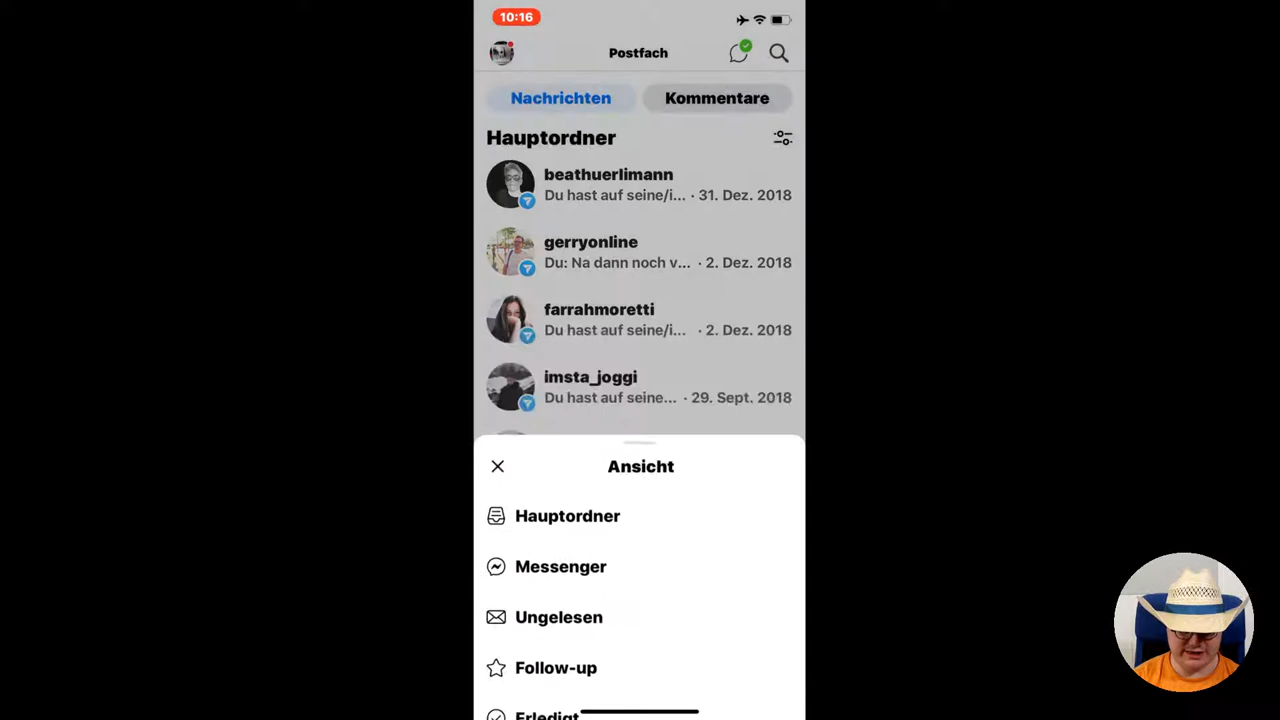 10:16
Postfach
Nachrichten
Kommentare
Hauptordner
beathuerlimann
Du hast auf seine/i... · 31. Dez. 2018
gerryonline
Du: Na dann noch v... · 2. Dez. 2018
farrahmoretti
Du hast auf seine/i... · 2. Dez. 2018
imsta_joggi
Du hast auf seine... · 29. Sept. 2018
Ansicht
Hauptordner
Messenger
Ungelesen
Follow-up
Erledigt